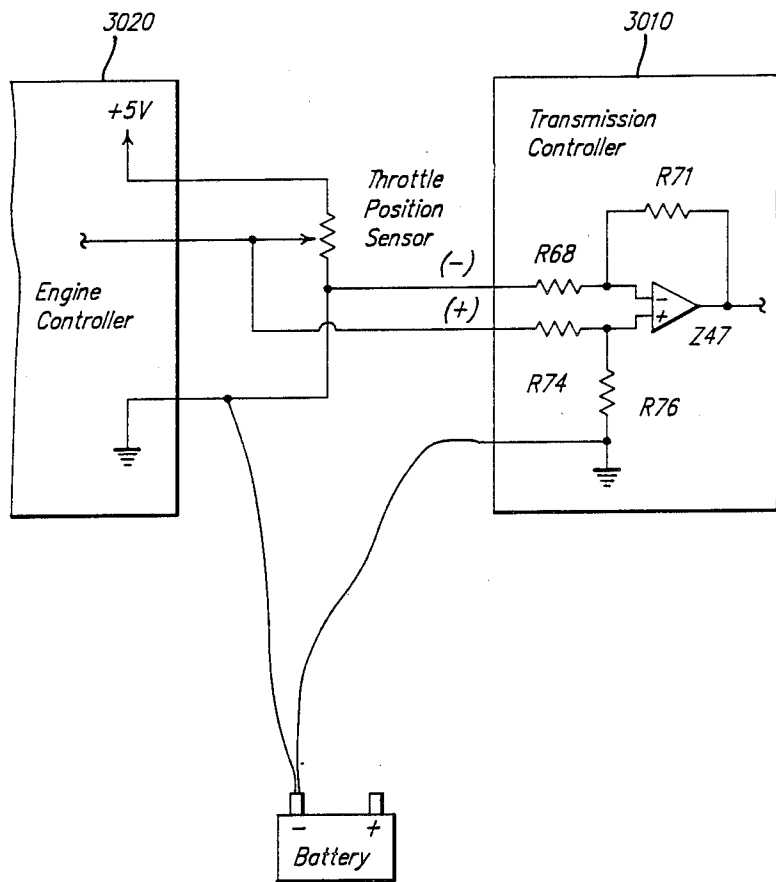 3020
3010
+5V
Transmission
Controller
R71
Throttle
Position
Sensor
R68
(-)
(+)
Engine
Controller
-
+
Z47
R74
R76
-
+
Battery